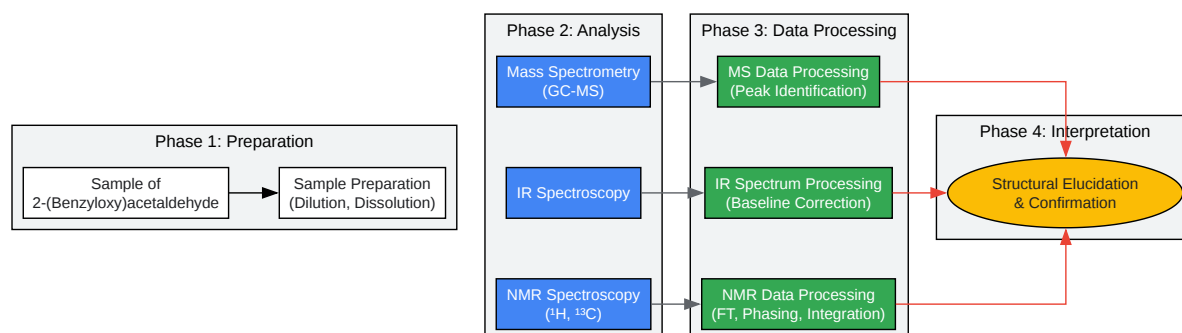 Phase 1: Preparation
Sample of
2-(Benzyloxy)acetaldehyde
Sample Preparation
(Dilution, Dissolution)
Phase 2: Analysis
Mass Spectrometry
(GC-MS)
IR Spectroscopy
NMR Spectroscopy
(¹H, ¹³C)
Phase 3: Data Processing
MS Data Processing
(Peak Identification)
IR Spectrum Processing
(Baseline Correction)
NMR Data Processing
(FT, Phasing, Integration)
Phase 4: Interpretation
Structural Elucidation
& Confirmation